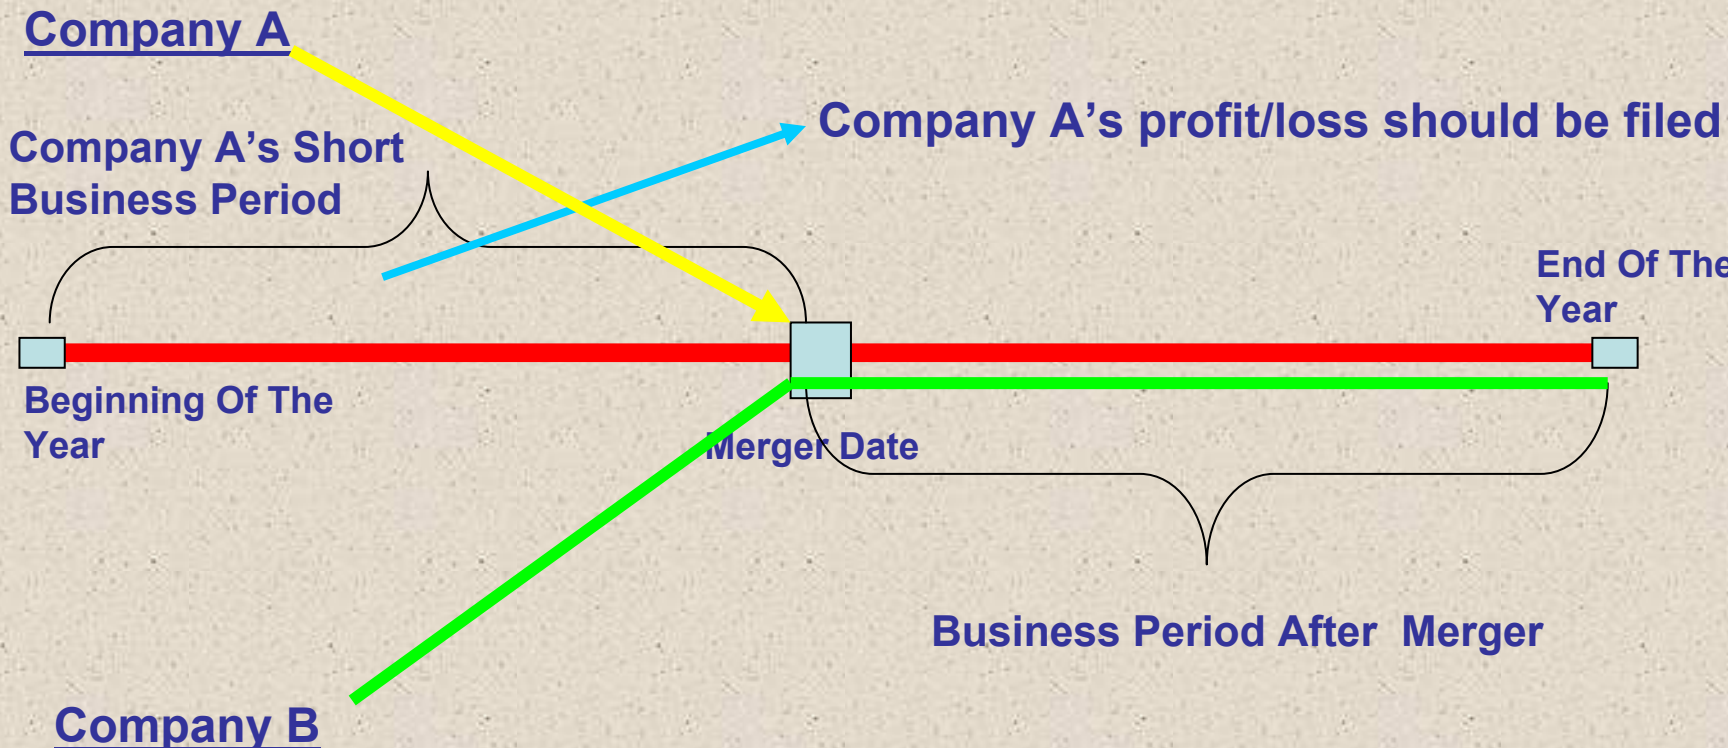 Company A
Company A's profit/loss should be filed
Company A's Short
Business Period
End Of The
Year
Beginning Of The
Year
Merger Date
Business Period After  Merger
Company B